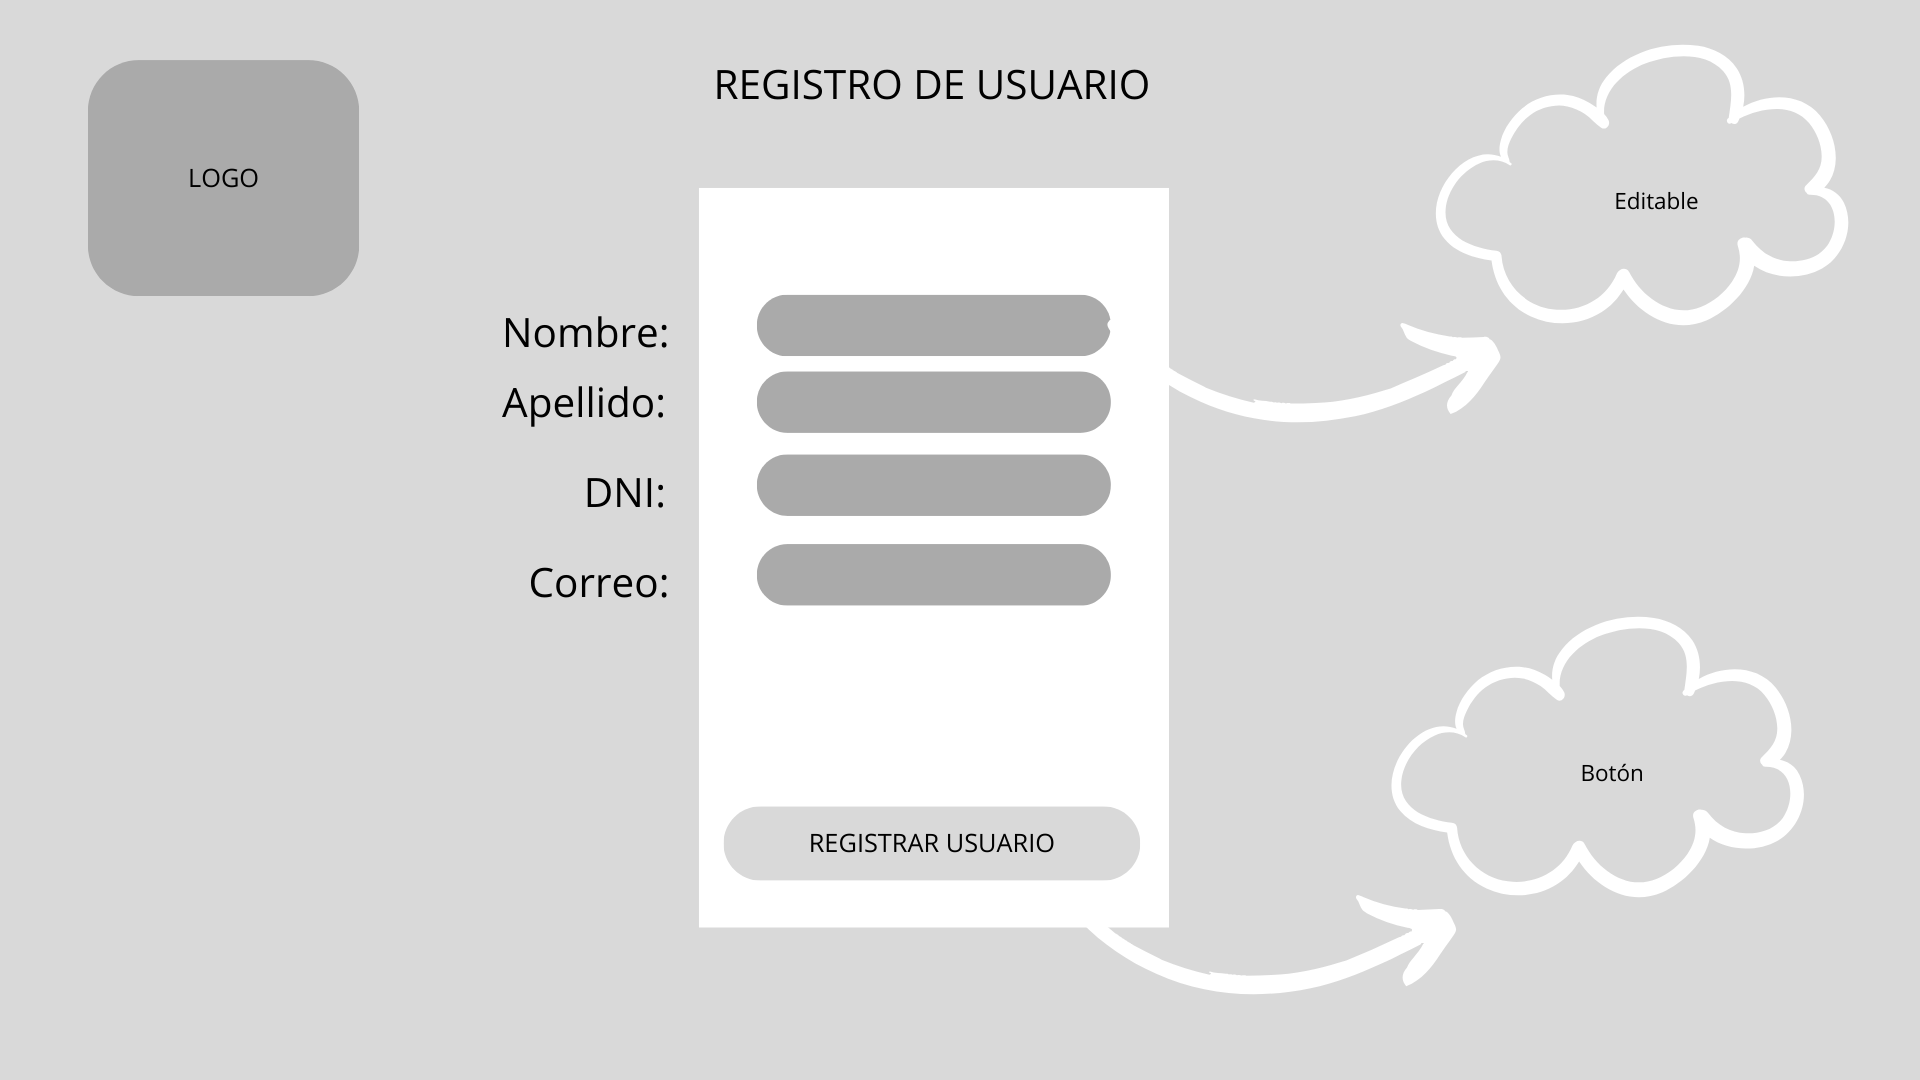 REGISTRO DE USUARIO
LOGO
Editable
Nombre:
Apellido:
DNI:
Correo:
Botón
REGISTRAR USUARIO